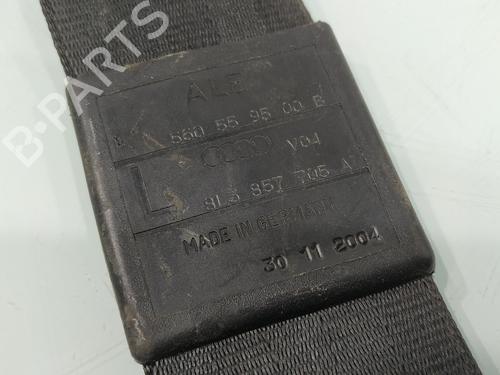 B-PARTS
ALE
560 55 95 00 B
V04
L 8L3 857 705 A
MADE IN GERMANY
30 11 2004